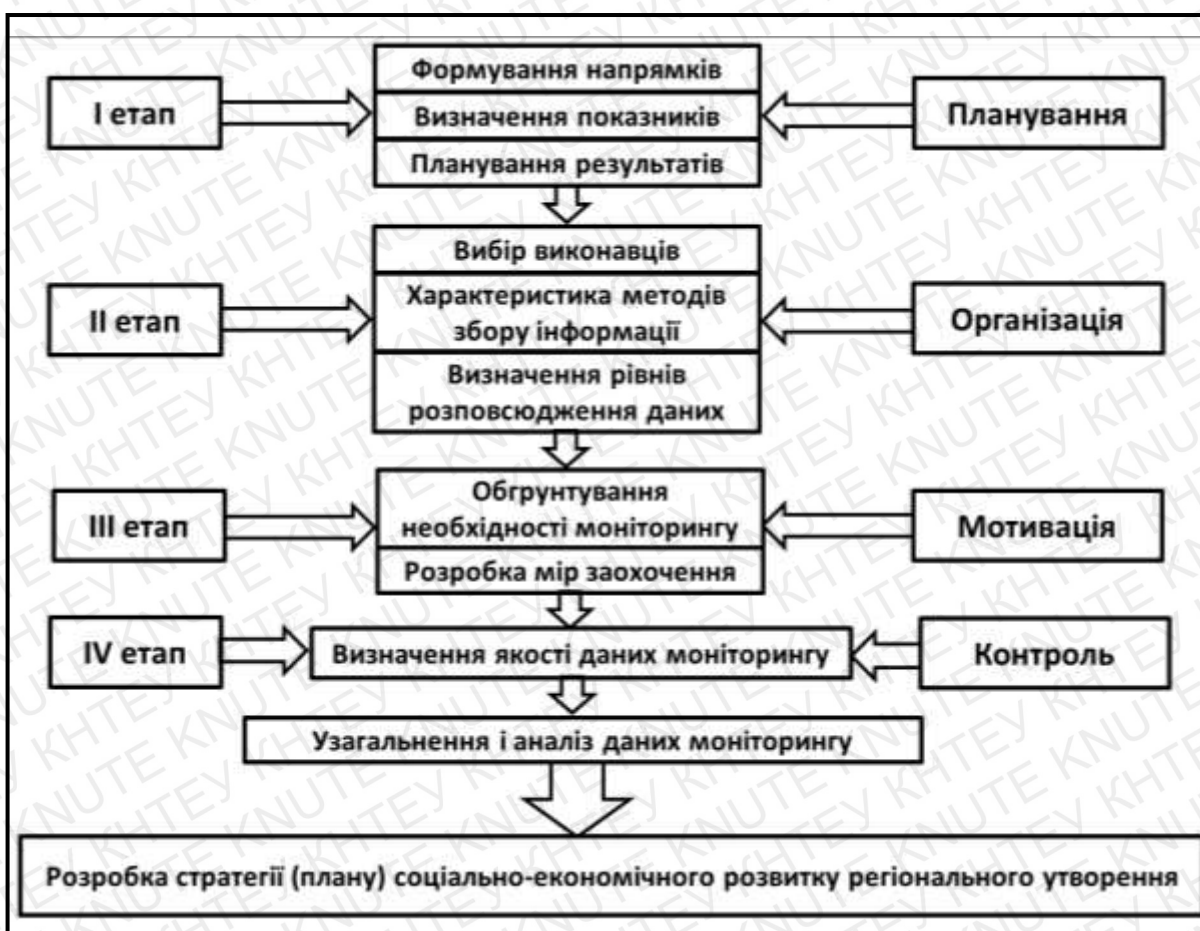 Формування напрямків
І етап
Визначення показників
Планування
Планування результатів
Вибір виконавців
ІІ етап
Характеристика методів
збору інформації
Організація
Визначення рівнів
розповсюдження даних
ІІІ етап
Обгрунтування
необхідності моніторингу
Мотивація
Розробка мір заохочення
IV етап
Визначення якості даних моніторингу
Контроль
Узагальнення і аналіз даних моніторингу
Розробка стратегії (плану) соціально-економічного розвитку регіонального утворення